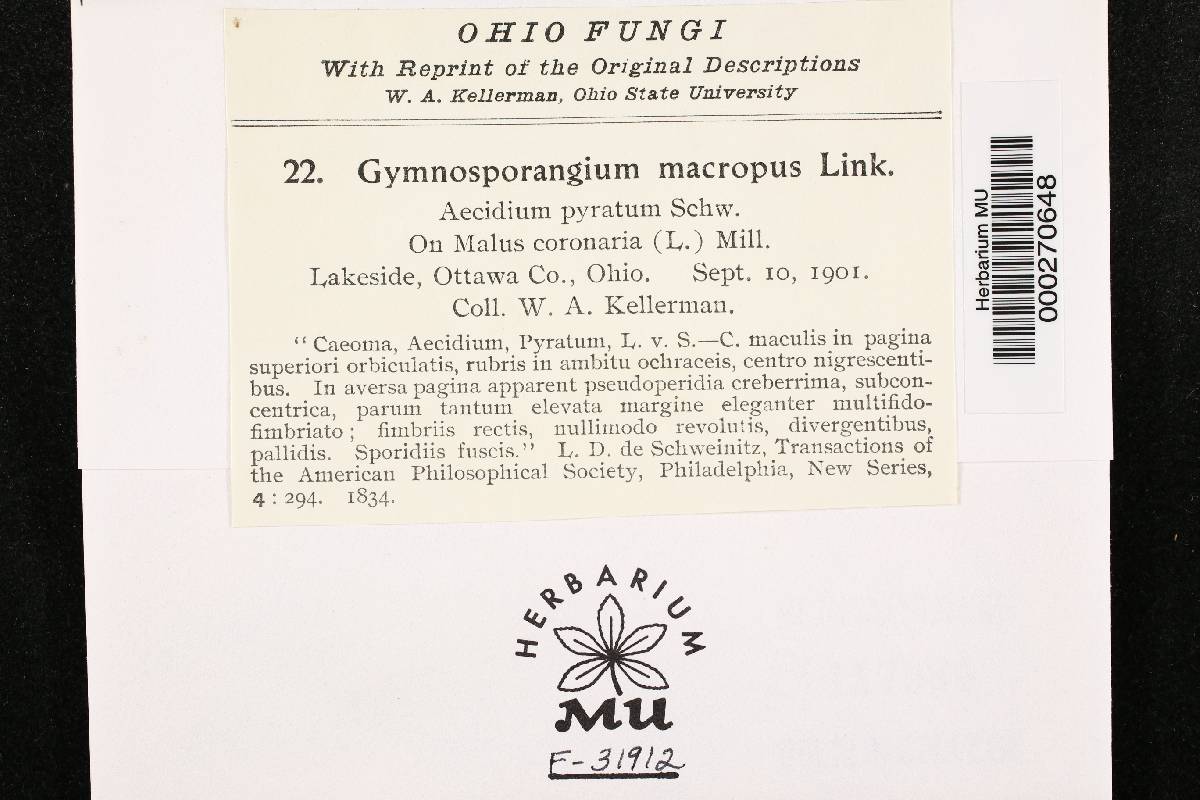 OHIO FUNGI
With Reprint of the Original Descriptions
W. A. Kellerman, Ohio State University
22. Gymnosporangium macropus Link.
Aecidium pyratum Schw.
On Malus coronaria (L.) Mill.
Lakeside, Ottawa Co., Ohio. Sept. 10, 1901.
Coll. W. A. Kellerman.
“Caeoma, Aecidium, Pyratum, L. v. S.—C. maculis in pagina
superiori orbiculatis, rubris in ambitu ochraceis, centro nigrescenti-
bus. In aversa pagina apparent pseudoperidia creberrima, subcon-
centrica, parum tantum elevata margine eleganter multifido-
fimbriato; fimbriis rectis, nullimodo revolutis, divergentibus,
pallidis. Sporidiis fuscis.” L. D. de Schweinitz, Transactions of
the American Philosophical Society, Philadelphia, New Series,
4 : 294. 1834.
Herbarium MU
000270648
HERBARIUM
MU
F-31912